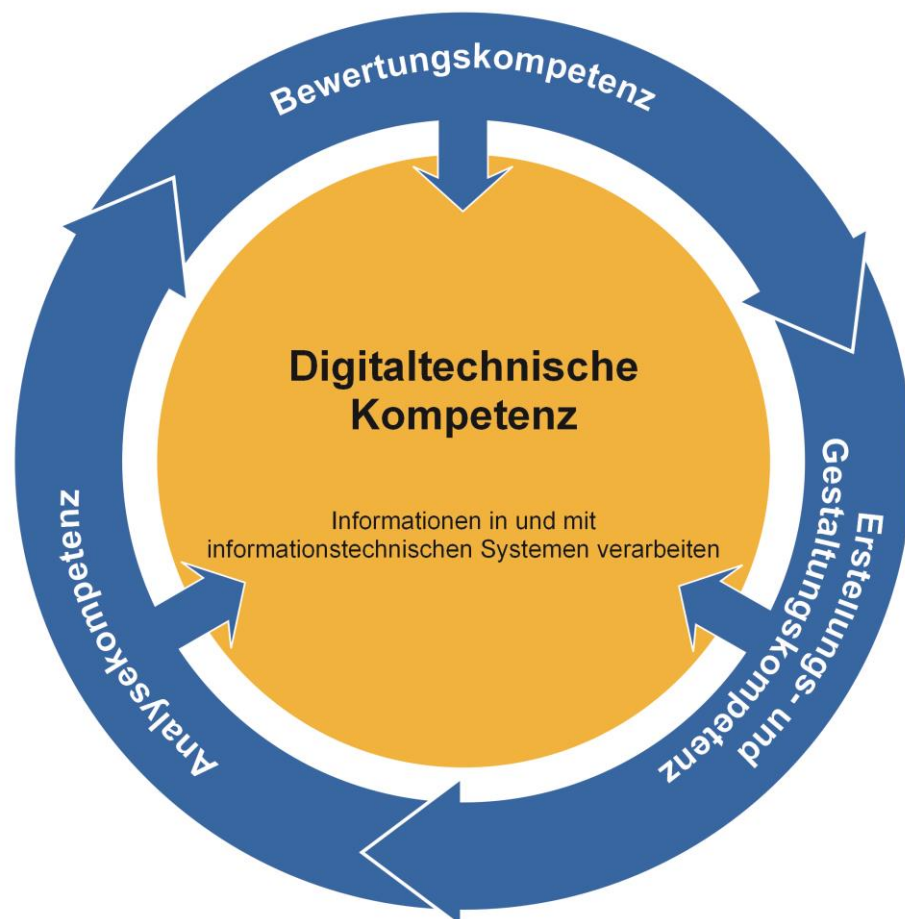 Bewertungskompetenz
Digitaltechnische
Kompetenz
Informationen in und mit
informationstechnischen Systemen verarbeiten
Erstellungs- und
Gestaltungskompetenz
Analysekompetenz